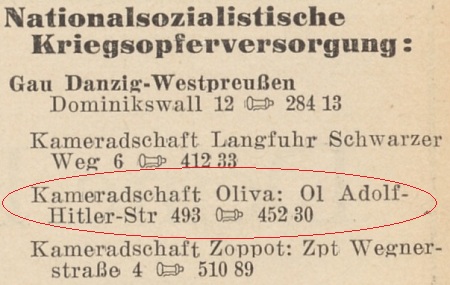 Nationalsozialistische
Kriegsopferversorgung:
Gau Danzig-Westpreußen
Dominikswall 12 284 13
Kameradschaft Langfuhr Schwarzer
Weg 6 412 33
Kameradschaft Oliva: Ol Adolf-
Hitler-Str 493 452 30
Kameradschaft Zoppot: Zpt Wegner-
straße 4 510 89